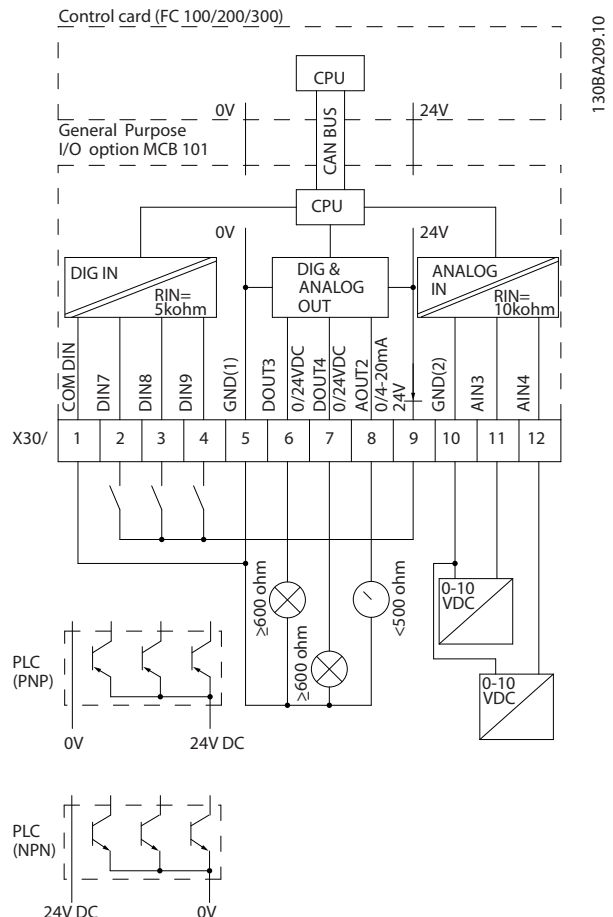 Control card (FC 100/200/300)
130BA209.10
CPU
0V
24V
CAN BUS
General Purpose
I/O option MCB 101
CPU
0V
24V
DIG IN
RIN=
5kohm
DIG &
ANALOG
OUT
ANALOG
IN
RIN=
10kohm
COM DIN
DIN7
DIN8
DIN9
GND(1)
DOUT3
0/24VDC
DOUT4
0/24VDC
AOUT2
0/4-20mA
24V
GND(2)
AIN3
AIN4
X30/ 1 2 3 4 5 6 7 8 9 10 11 12
≥600 ohm
≥600 ohm
<500 ohm
0-10
VDC
0-10
VDC
PLC
(PNP)
0V
24V DC
PLC
(NPN)
24V DC
0V